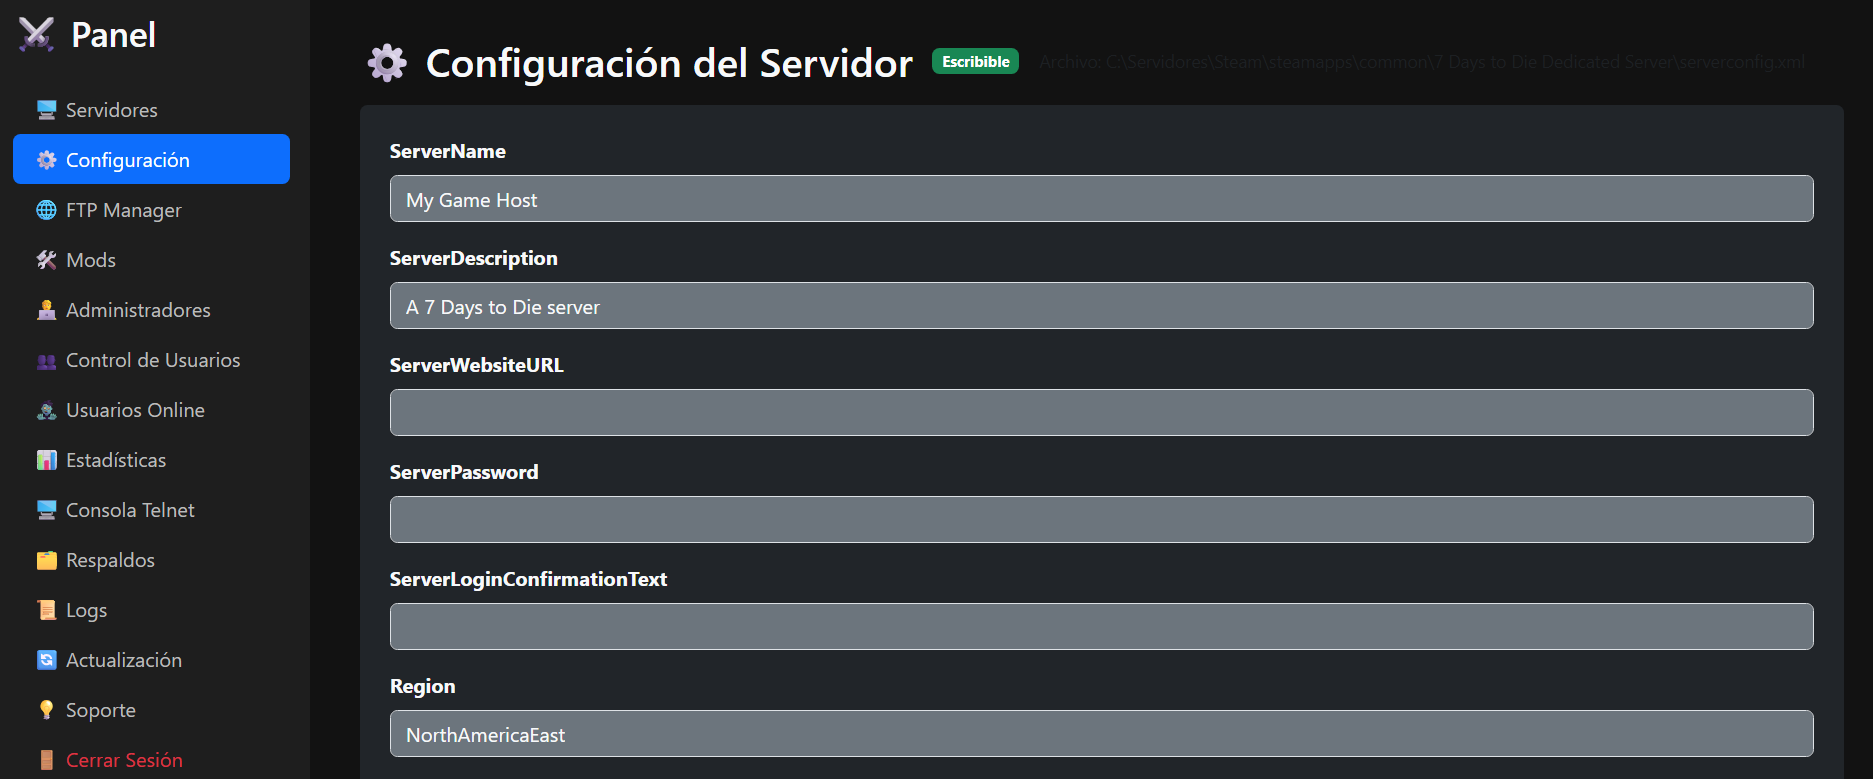 Panel
Servidores
Configuración
FTP Manager
Mods
Administradores
Control de Usuarios
Usuarios Online
Estadísticas
Consola Telnet
Respaldos
Logs
Actualización
Soporte
Cerrar Sesión
Configuración del Servidor Escribible Archivo: C:\Servidores\Steam\steamapps\common\7 Days to Die Dedicated Server\serverconfig.xml
ServerName
My Game Host
ServerDescription
A 7 Days to Die server
ServerWebsiteURL
ServerPassword
ServerLoginConfirmationText
Region
NorthAmericaEast